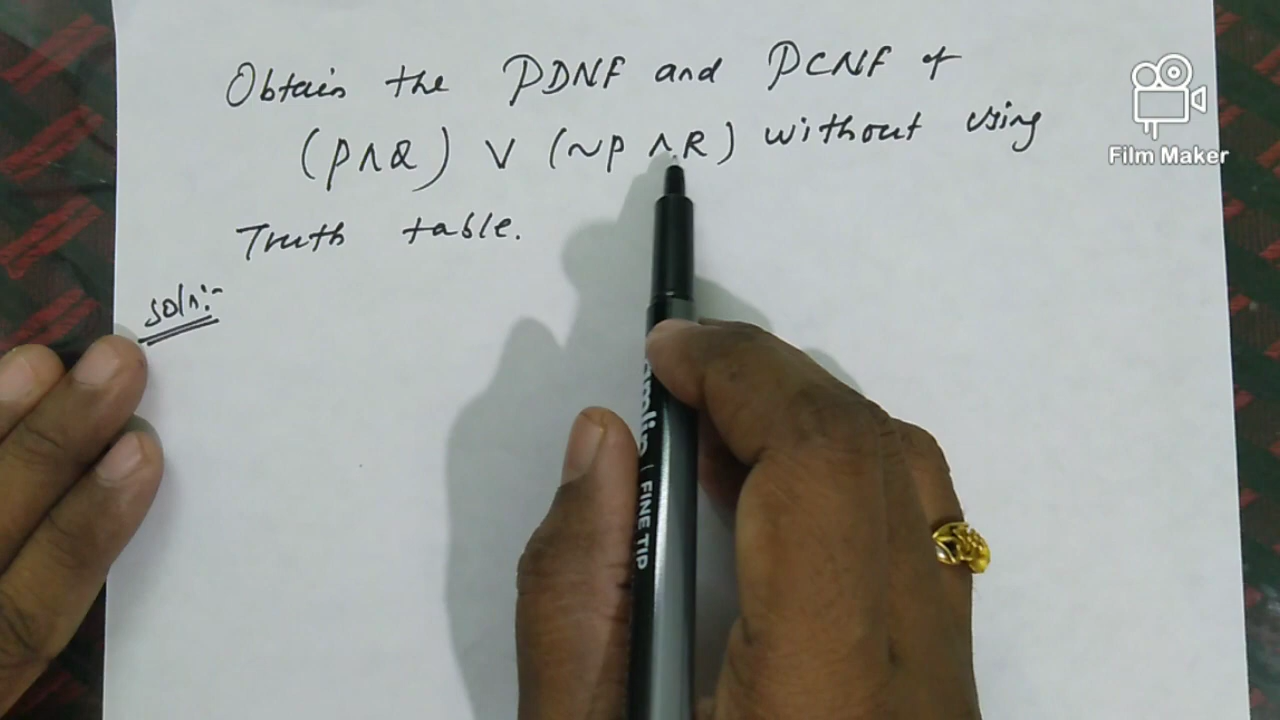 Obtain the PDNF and PCNF of
(P∧Q) ∨ (~P ∧ R) without using
Truth table.
Soln:-
Film Maker
FINE TIP